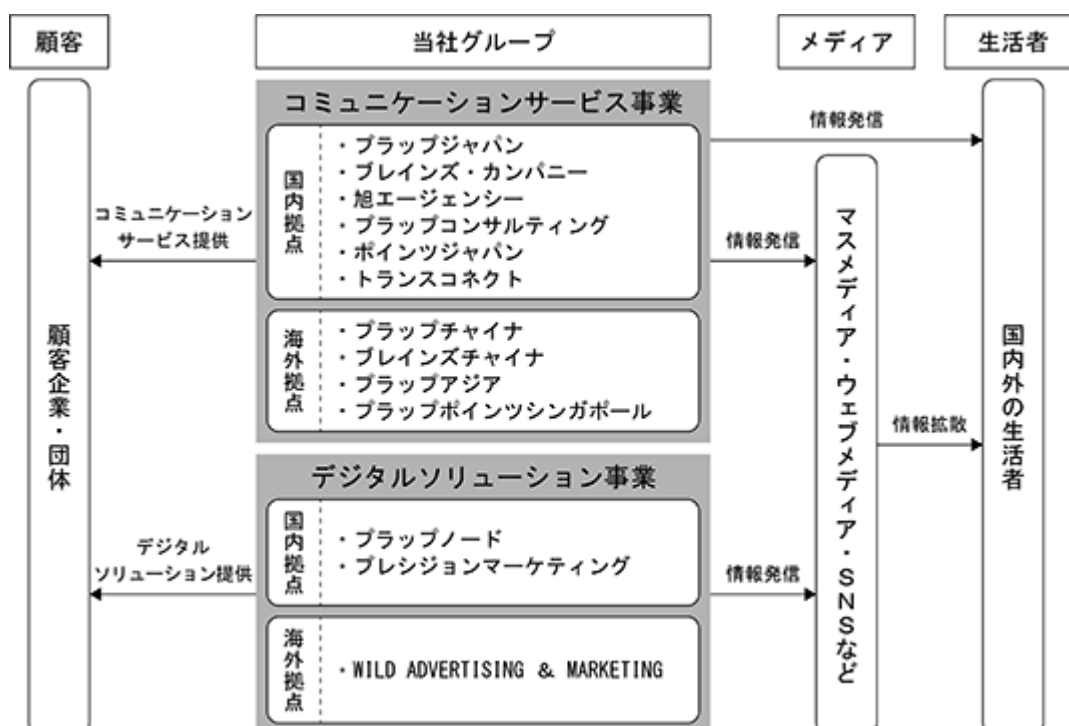 顧客
当社グループ
メディア
生活者
コミュニケーションサービス事業
国内拠点
・プラップジャパン
・ブレインズ・カンパニー
・旭エージェンシー
・プラップコンサルティング
・ポインツジャパン
・トランスコネクト
海外拠点
・プラップチャイナ
・ブレインズチャイナ
・プラップアジア
・プラップポインツシンガポール
デジタルソリューション事業
国内拠点
・プラップノード
・プレシジョンマーケティング
海外拠点
・WILD ADVERTISING & MARKETING
コミュニケーション
サービス提供
デジタル
ソリューション提供
顧客企業・団体
情報発信
情報発信
情報発信
マスメディア・ウェブメディア・SNSなど
情報拡散
国内外の生活者